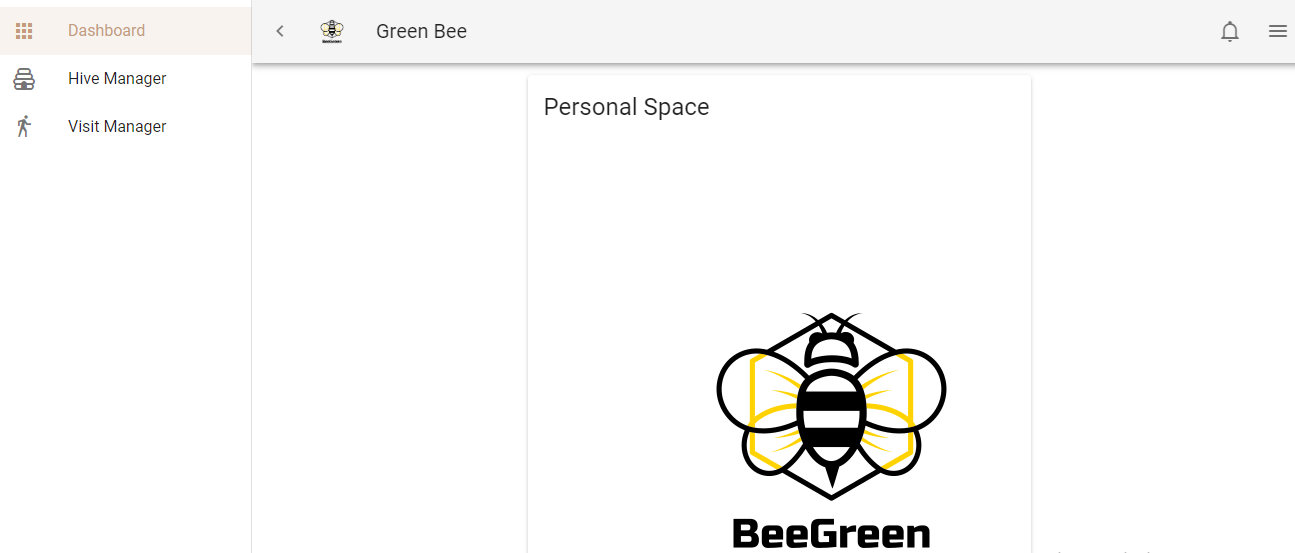 Dashboard
Hive Manager
Visit Manager
Green Bee
Personal Space
BeeGreen